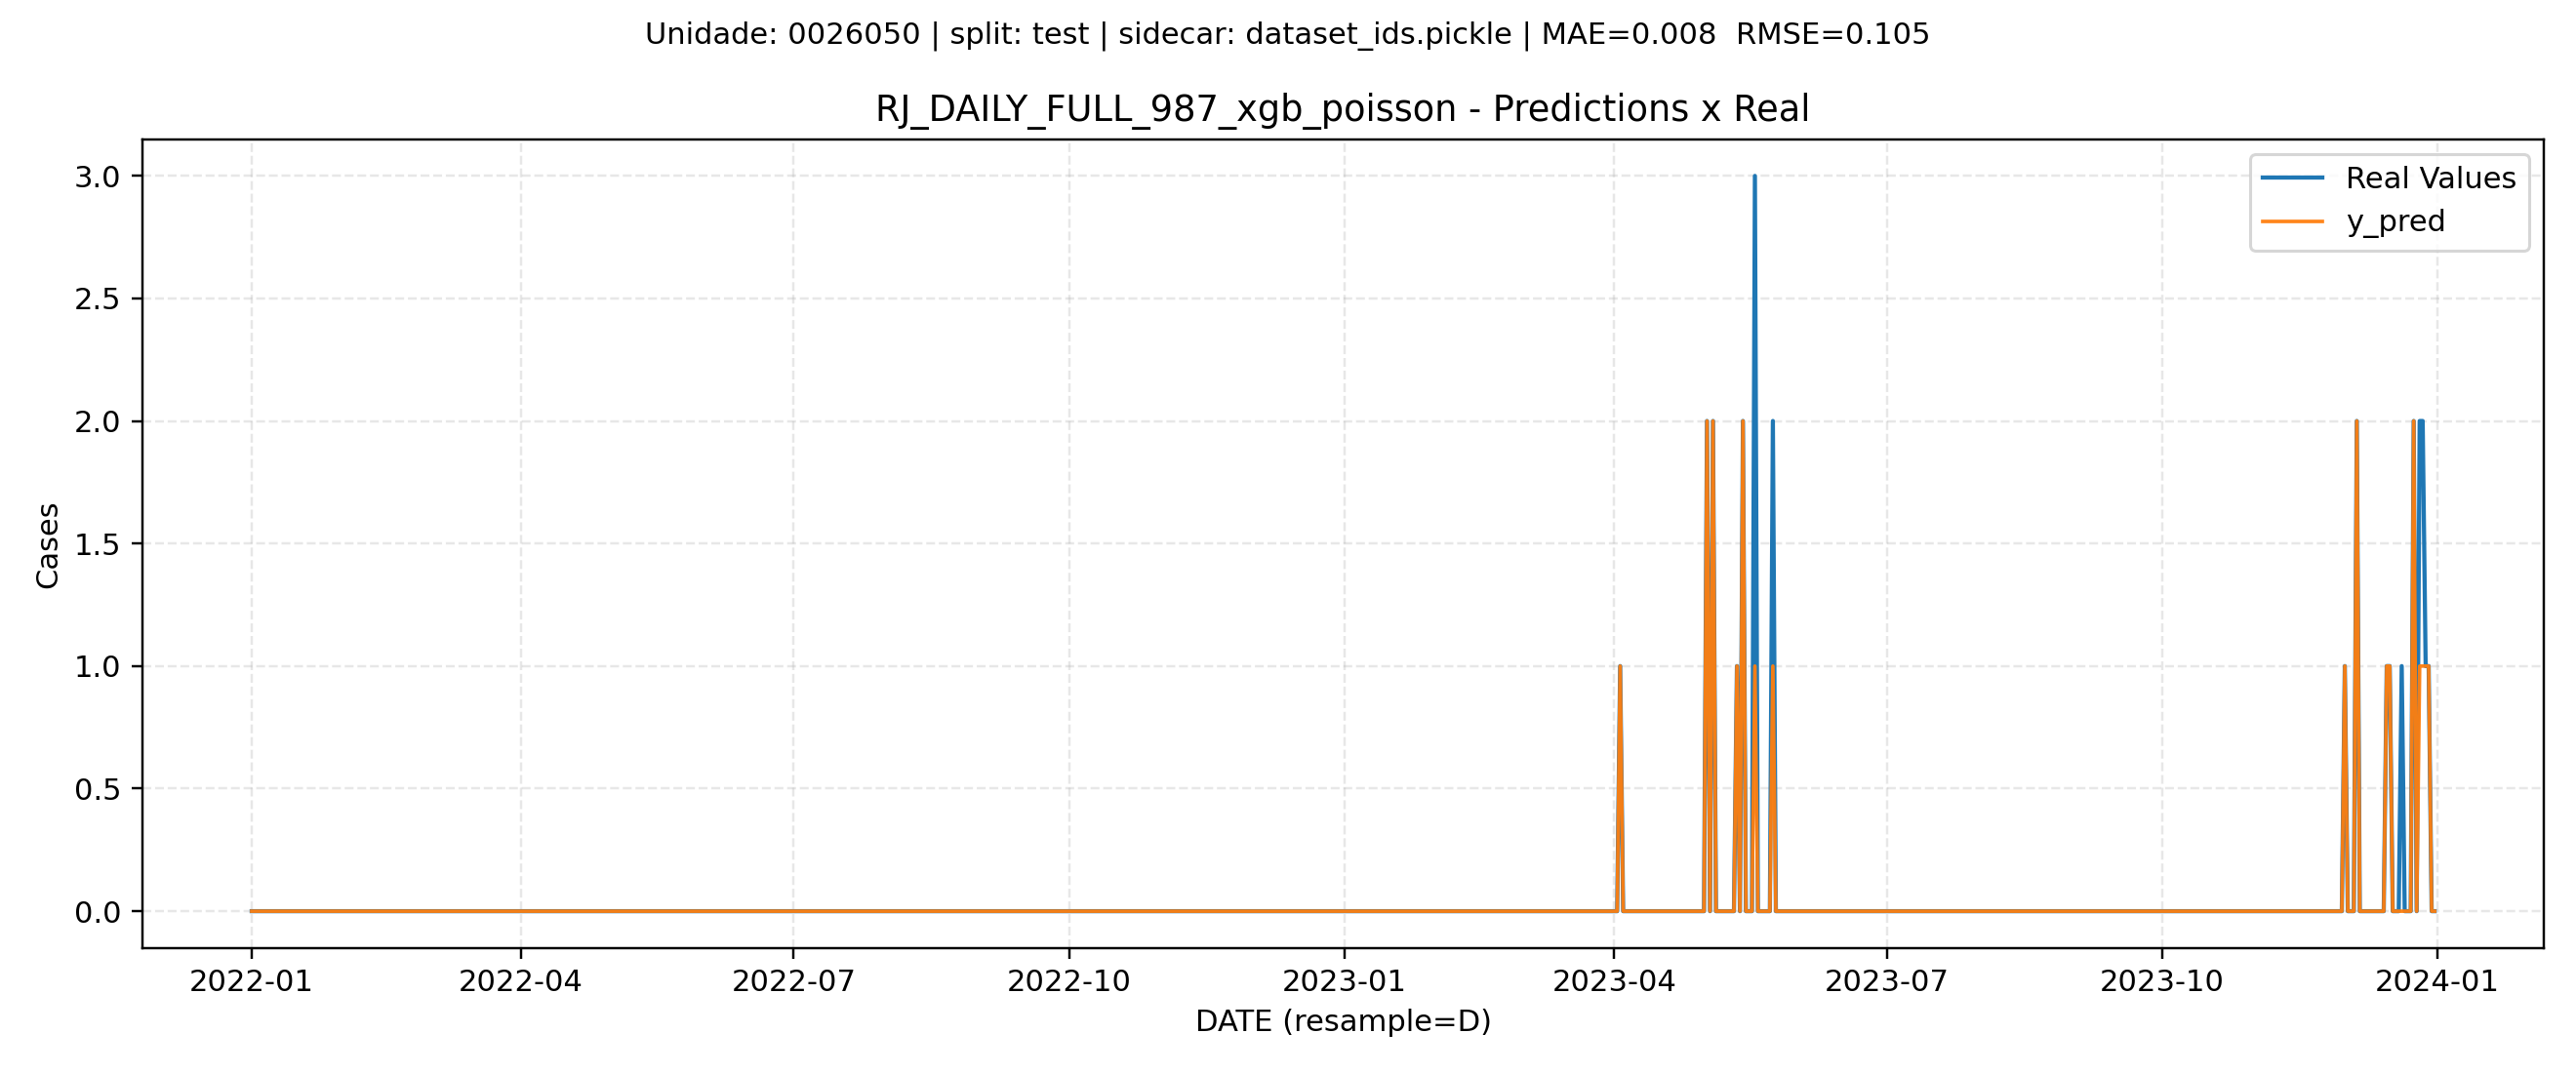 Unidade: 0026050 | split: test | sidecar: dataset_ids.pickle | MAE=0.008  RMSE=0.105
RJ_DAILY_FULL_987_xgb_poisson - Predictions x Real
Real Values
y_pred
Cases
3.0
2.5
2.0
1.5
1.0
0.5
0.0
2022-01 2022-04 2022-07 2022-10 2023-01 2023-04 2023-07 2023-10 2024-01
DATE (resample=D)